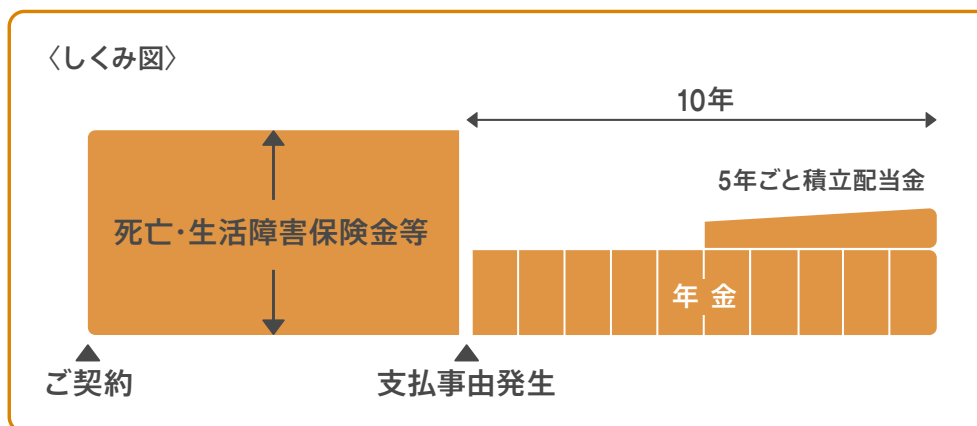 〈しくみ図〉
10年
5年ごと積立配当金
死亡・生活障害保険金等
年金
ご契約
支払事由発生